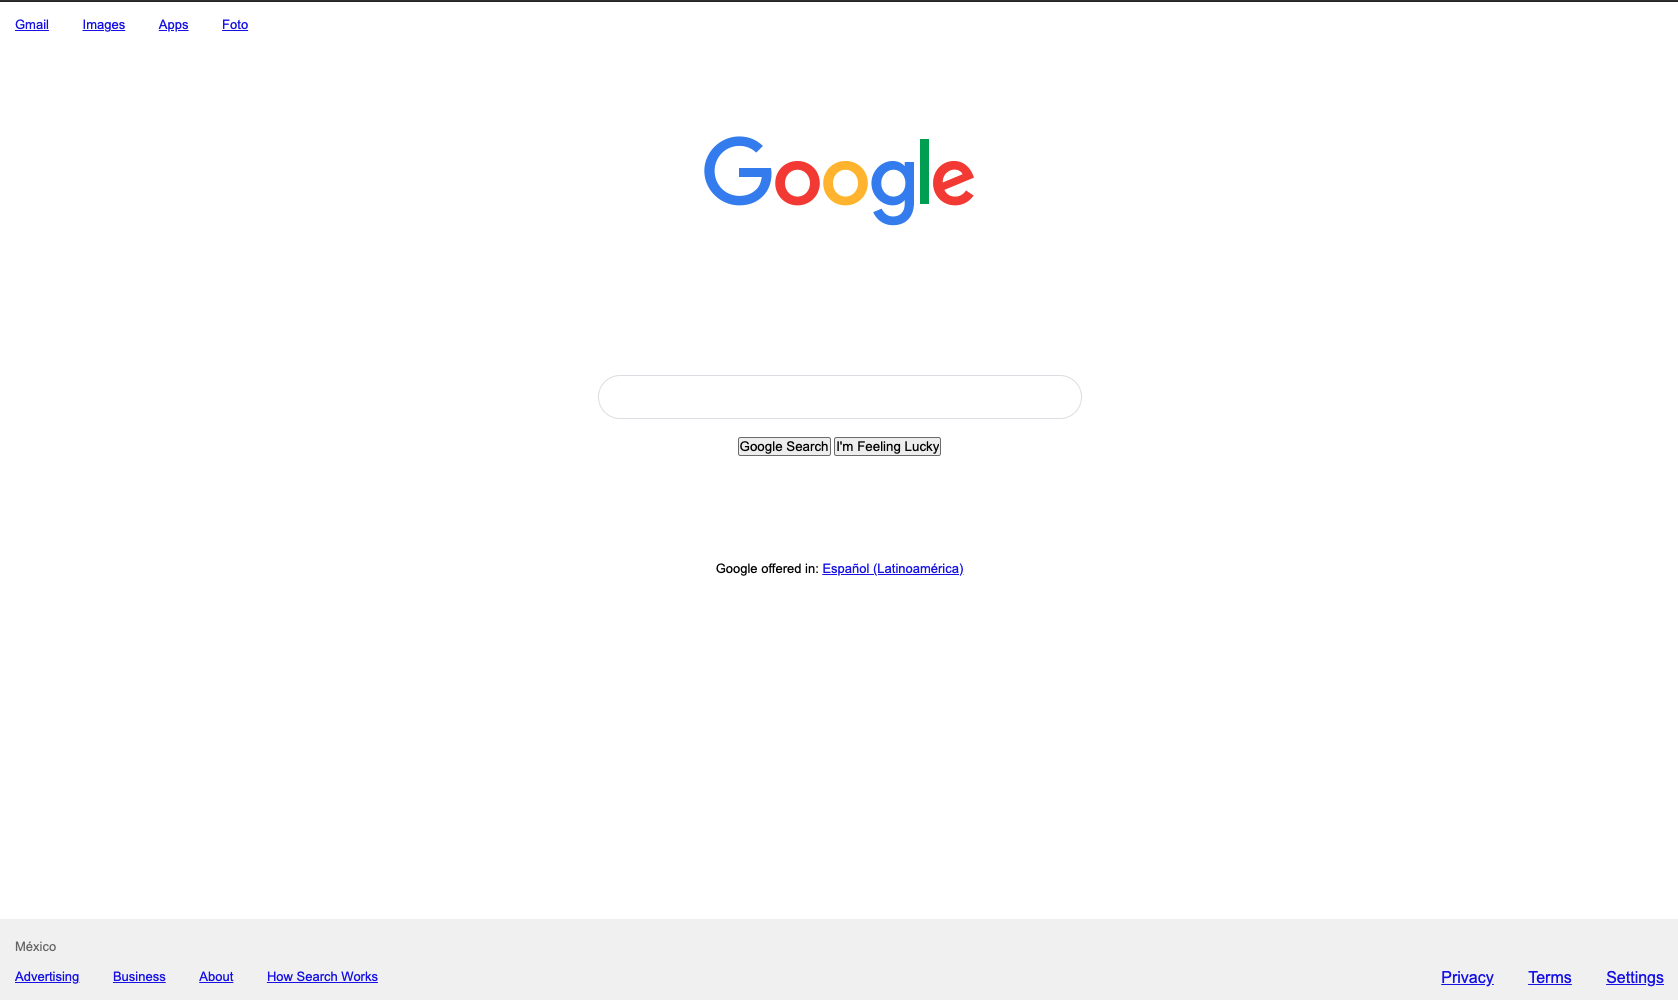 Gmail Images Apps Foto
Google
Google Search I'm Feeling Lucky
Google offered in: Español (Latinoamérica)
México
Advertising Business About How Search Works Privacy Terms Settings